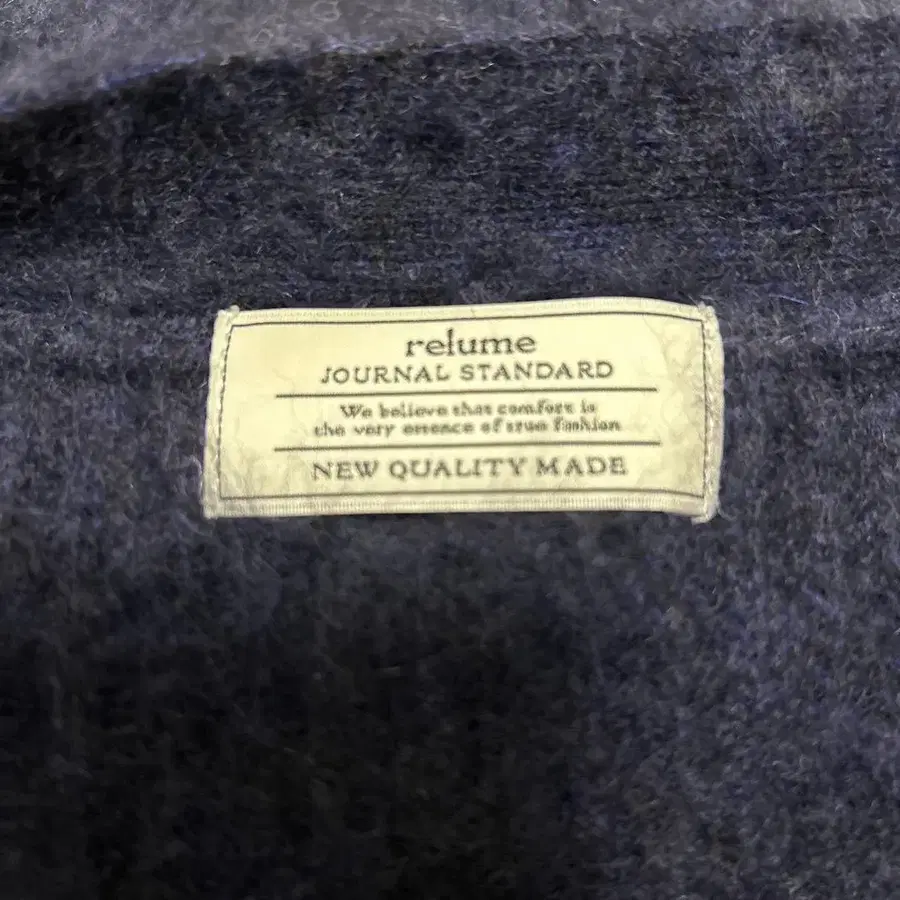 relume
JOURNAL STANDARD
We believe that comfort is
the very essence of true fashion
NEW QUALITY MADE